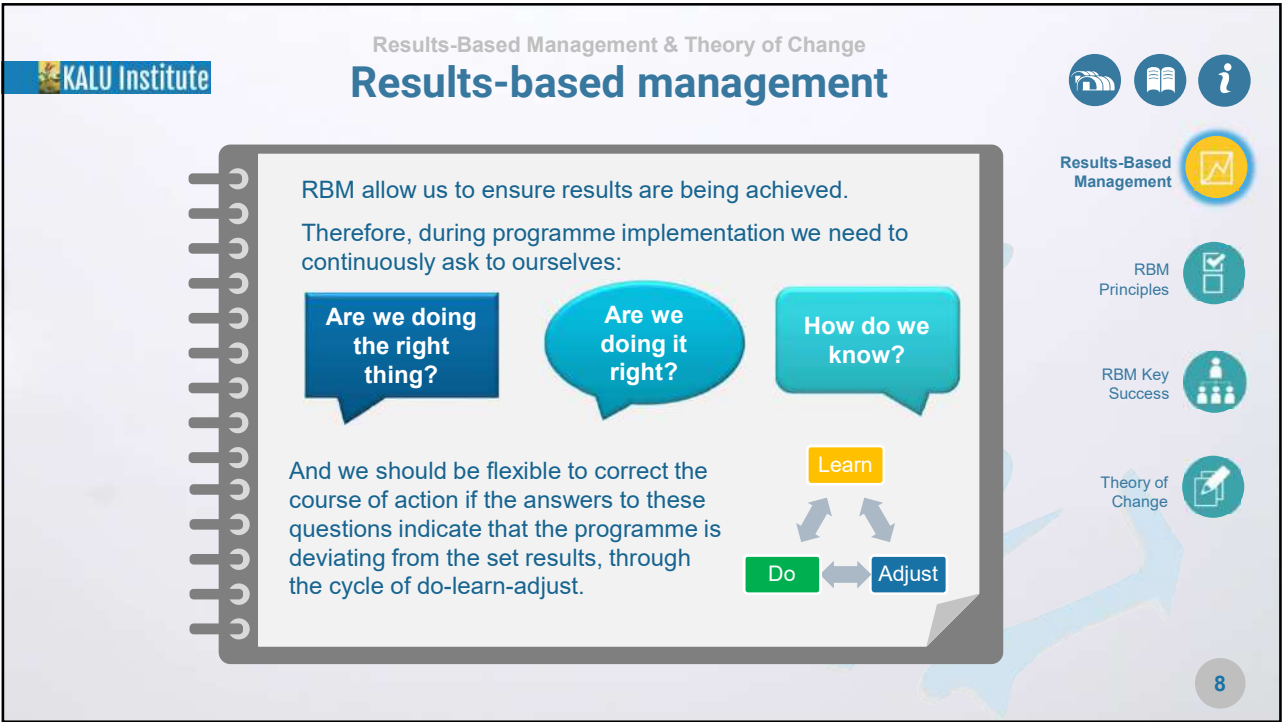 Results-Based Management & Theory of Change
KALU Institute
Results-based management
i
Results-Based
Management
RBM
Principles
RBM Key
Success
Theory of
Change
RBM allow us to ensure results are being achieved.
Therefore, during programme implementation we need to
continuously ask to ourselves:
Are we doing
the right
thing?
Are we
doing it
right?
How do we
know?
And we should be flexible to correct the
course of action if the answers to these
questions indicate that the programme is
deviating from the set results, through
the cycle of do-learn-adjust.
Learn
Do
Adjust
8